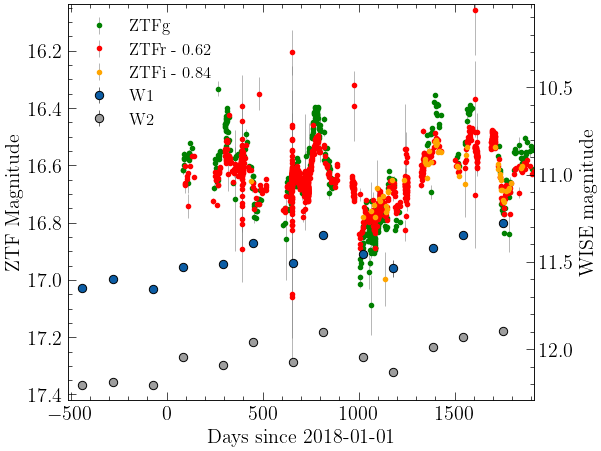 ZTFg
ZTFr - 0.62
ZTFi - 0.84
W1
W2
16.2
16.4
16.6
16.8
17.0
17.2
17.4
10.5
11.0
11.5
12.0
ZTF Magnitude
WISE magnitude
−500 0 500 1000 1500
Days since 2018-01-01